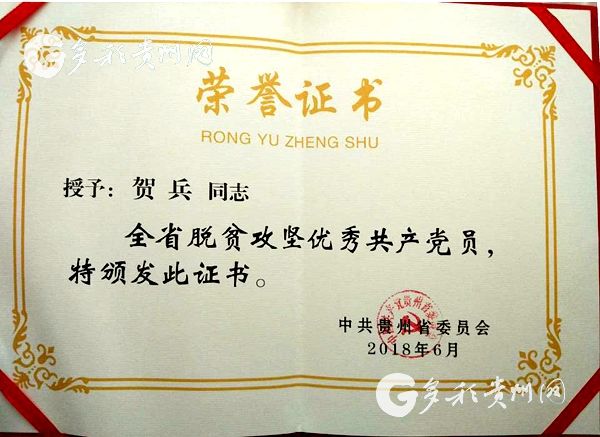 多彩贵州网
荣誉证书
RONG YU ZHENG SHU
授予：贺兵 同志
全省脱贫攻坚优秀共产党员，
特颁发此证书。
中共贵州省委员会
2018年6月
多彩贵州网